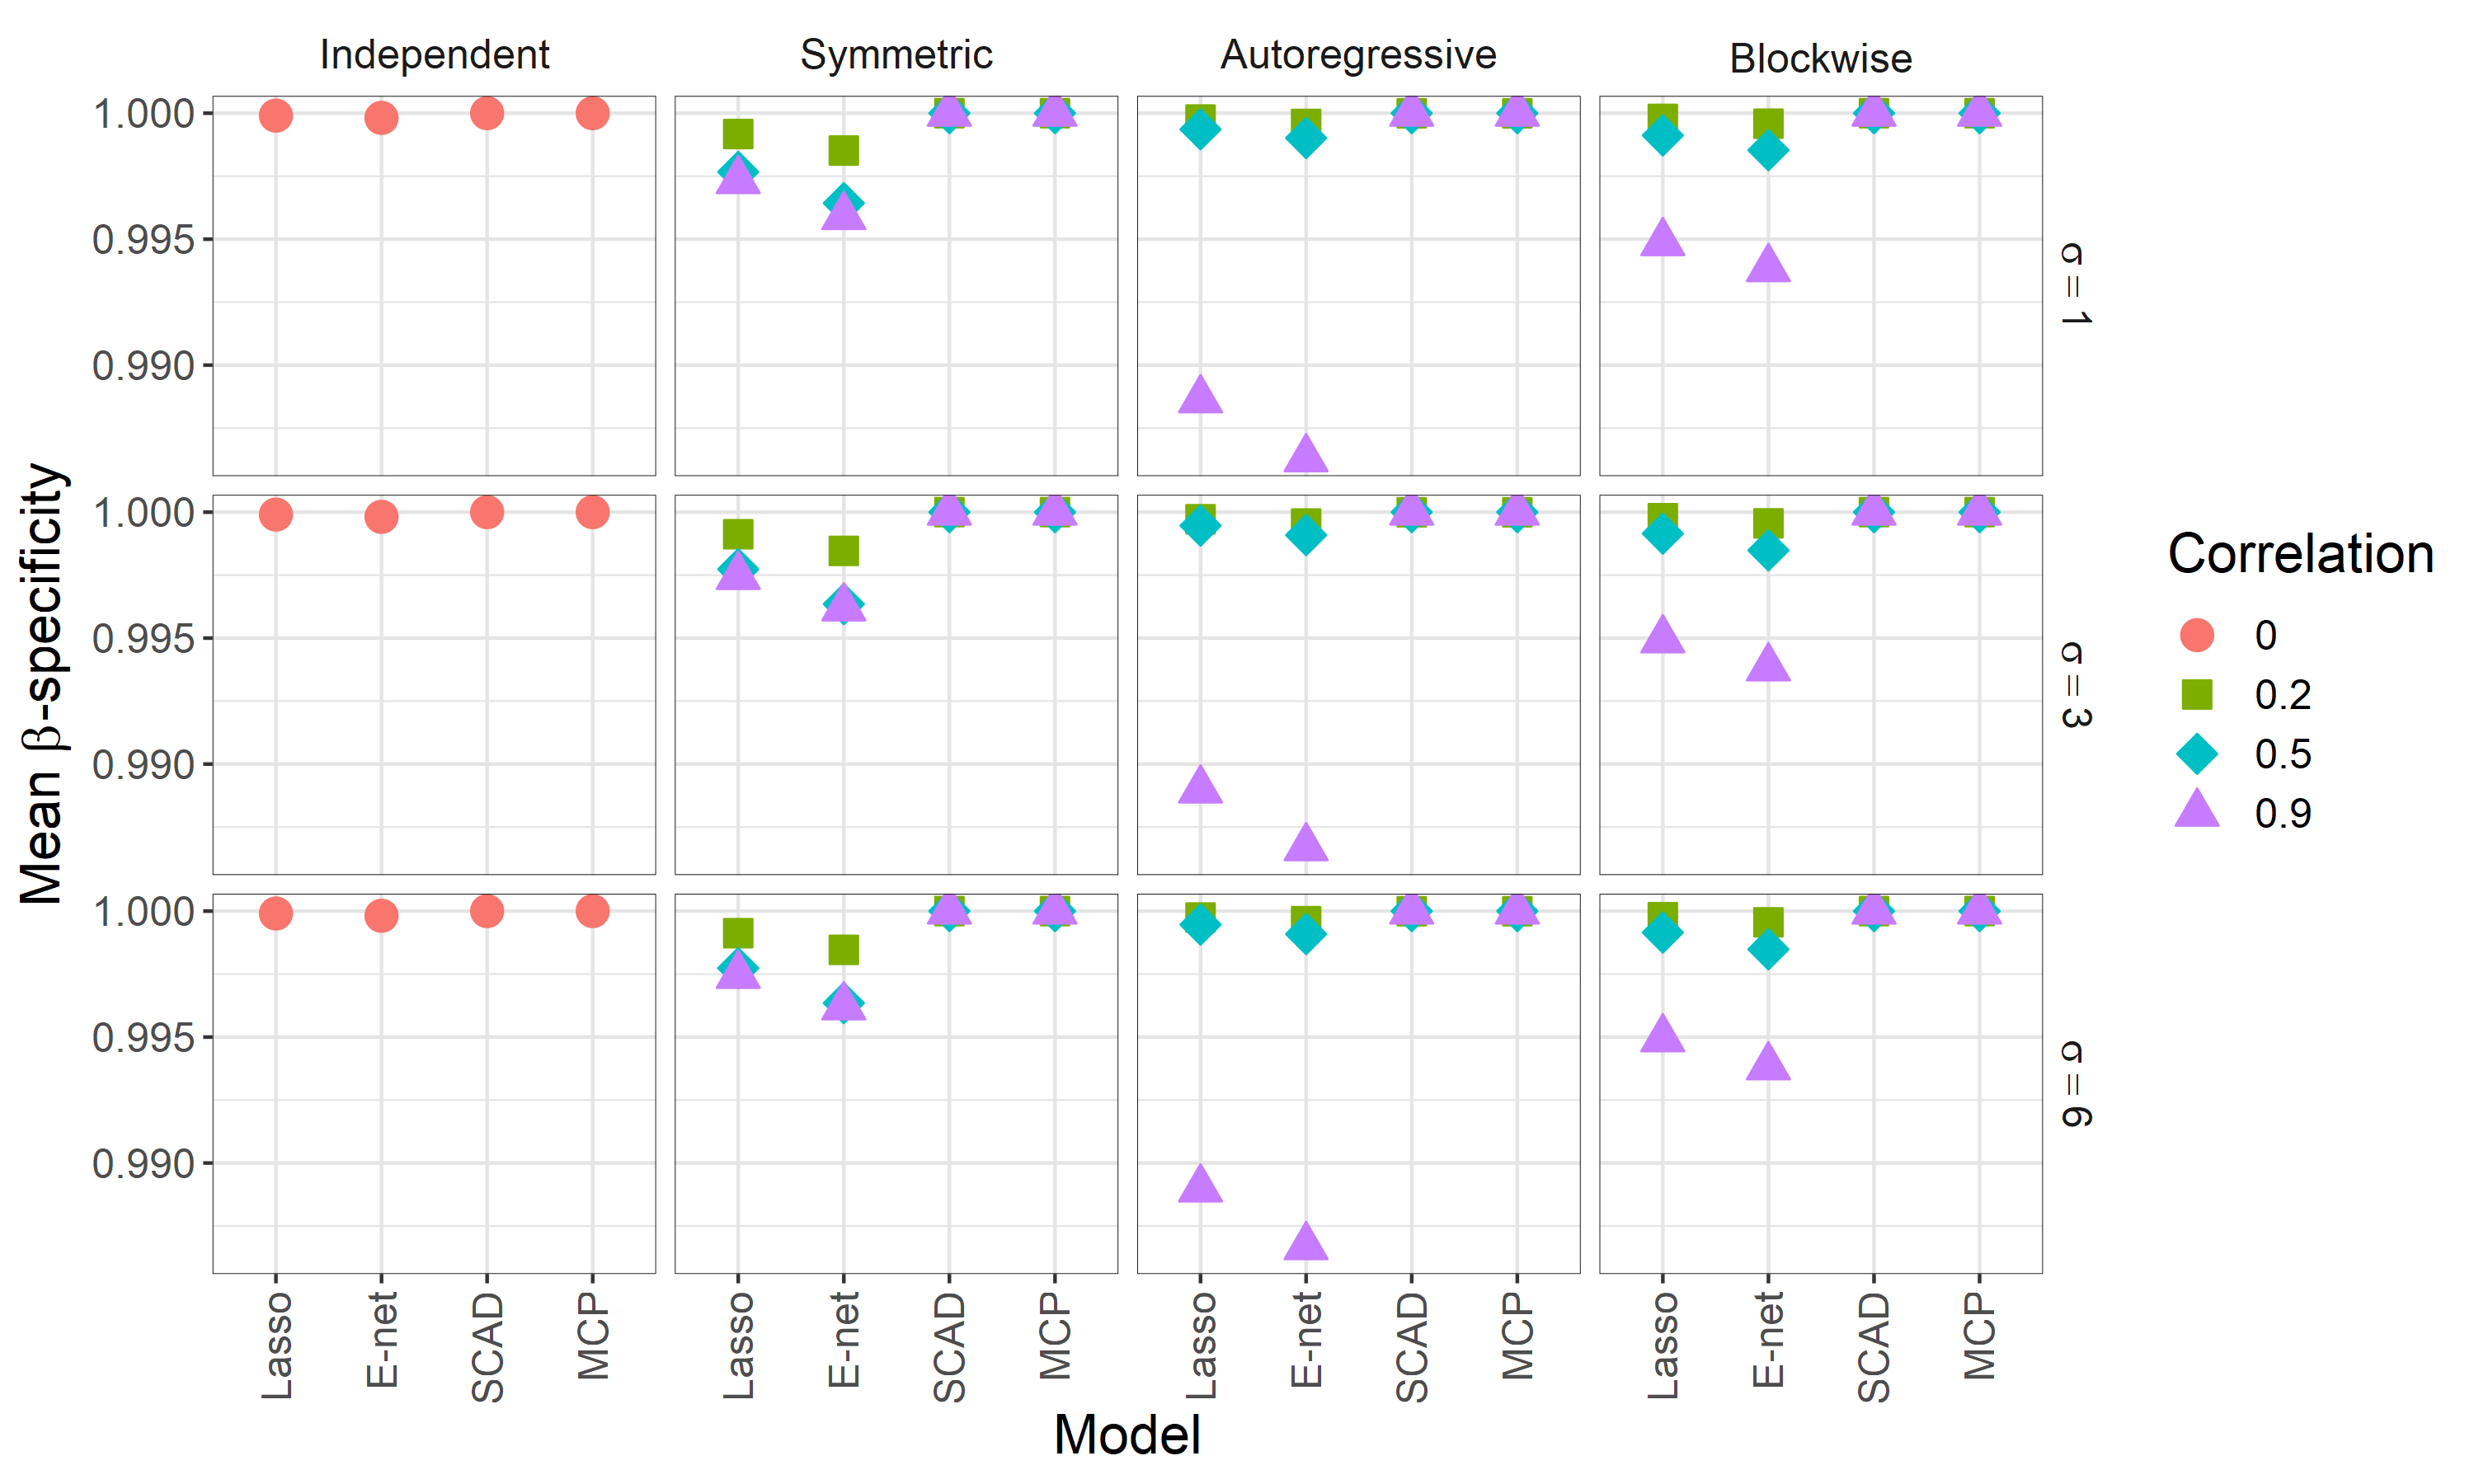 Independent
Symmetric
Autoregressive
Blockwise
1.000
0.995
0.990
σ = 1
1.000
0.995
0.990
σ = 3
1.000
0.995
0.990
σ = 6
Mean β-specificity
Lasso
E-net
SCAD
MCP
Lasso
E-net
SCAD
MCP
Lasso
E-net
SCAD
MCP
Lasso
E-net
SCAD
MCP
Model
Correlation
0
0.2
0.5
0.9